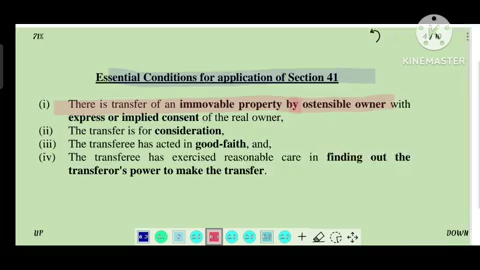 71%
KINEMASTER
Essential Conditions for application of Section 41
(i) There is transfer of an immovable property by ostensible owner with
express or implied consent of the real owner,
(ii) The transfer is for consideration,
(iii) The transferee has acted in good-faith, and,
(iv) The transferee has exercised reasonable care in finding out the
transferor's power to make the transfer.
UP DOWN